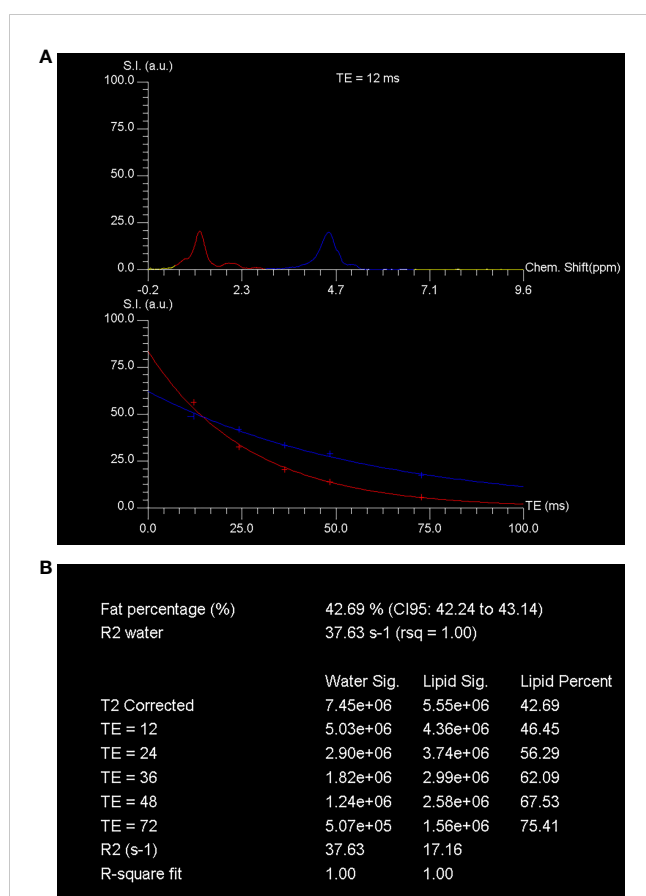 A
S.I. (a.u.)
TE = 12 ms
100.0
75.0
50.0
25.0
0.0
Chem. Shift(ppm)
-0.2 2.3 4.7 7.1 9.6
S.I. (a.u.)
100.0
75.0
50.0
25.0
0.0
TE (ms)
0.0 25.0 50.0 75.0 100.0
B
Fat percentage (%) 42.69 % (CI95: 42.24 to 43.14)
R2 water 37.63 s-1 (rsq = 1.00)
Water Sig. Lipid Sig. Lipid Percent
T2 Corrected 7.45e+06 5.55e+06 42.69
TE = 12 5.03e+06 4.36e+06 46.45
TE = 24 2.90e+06 3.74e+06 56.29
TE = 36 1.82e+06 2.99e+06 62.09
TE = 48 1.24e+06 2.58e+06 67.53
TE = 72 5.07e+05 1.56e+06 75.41
R2 (s-1) 37.63 17.16
R-square fit 1.00 1.00